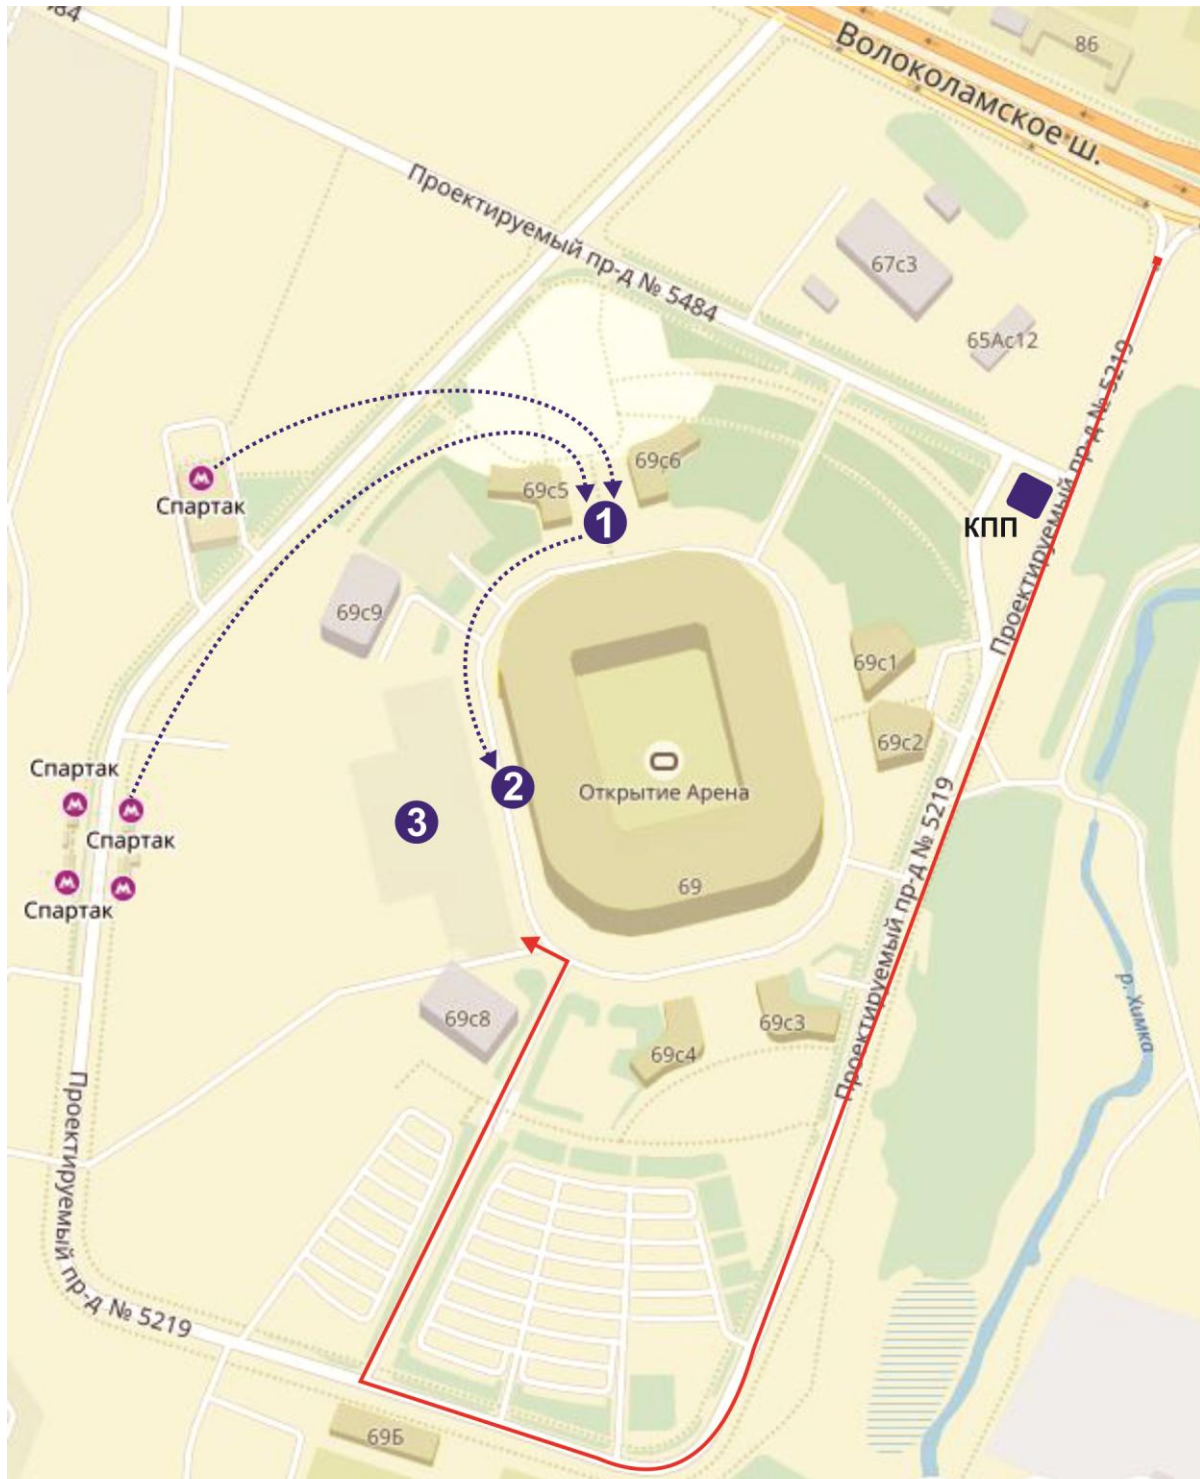 484
86
Волоколамское ш.
Проектируемый пр-д № 5484
67с3
65Ас12
Проектируемый пр-д № 5219
69с6
69с5
Спартак
1
КПП
69с9
69с1
69с2
Спартак
2
Открытие Арена
3
Спартак
69
Спартак
Проектируемый пр-д № 5219
р. Химка
69с8
69с3
69с4
Проектируемый пр-д № 5219
69Б